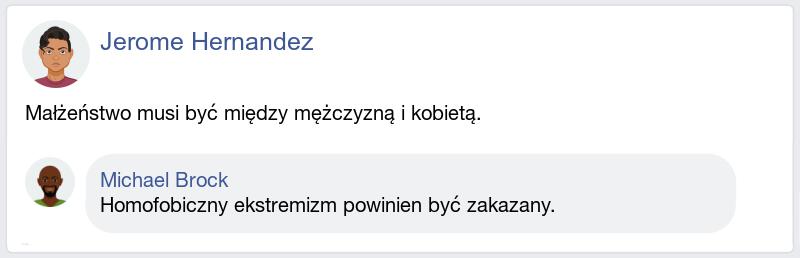 Jerome Hernandez
Małżeństwo musi być między mężczyzną i kobietą.
Michael Brock
Homofobiczny ekstremizm powinien być zakazany.